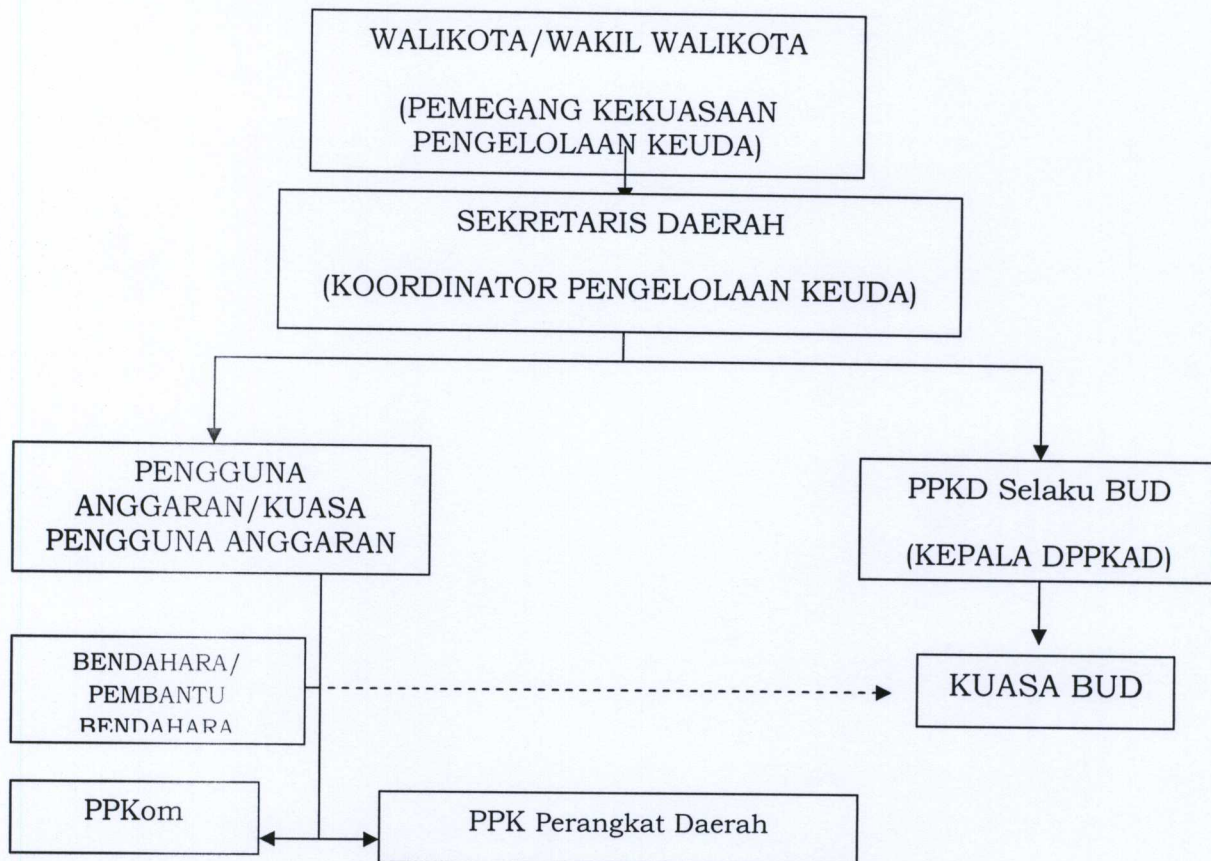 WALIKOTA/WAKIL WALIKOTA
(PEMEGANG KEKUASAAN
PENGELOLAAN KEUDA)
SEKRETARIS DAERAH
(KOORDINATOR PENGELOLAAN KEUDA)
PENGGUNA
ANGGARAN/KUASA
PENGGUNA ANGGARAN
PPKD Selaku BUD
(KEPALA DPPKAD)
BENDAHARA/
PEMBANTU
BENDAHARA
KUASA BUD
PPKom
PPK Perangkat Daerah